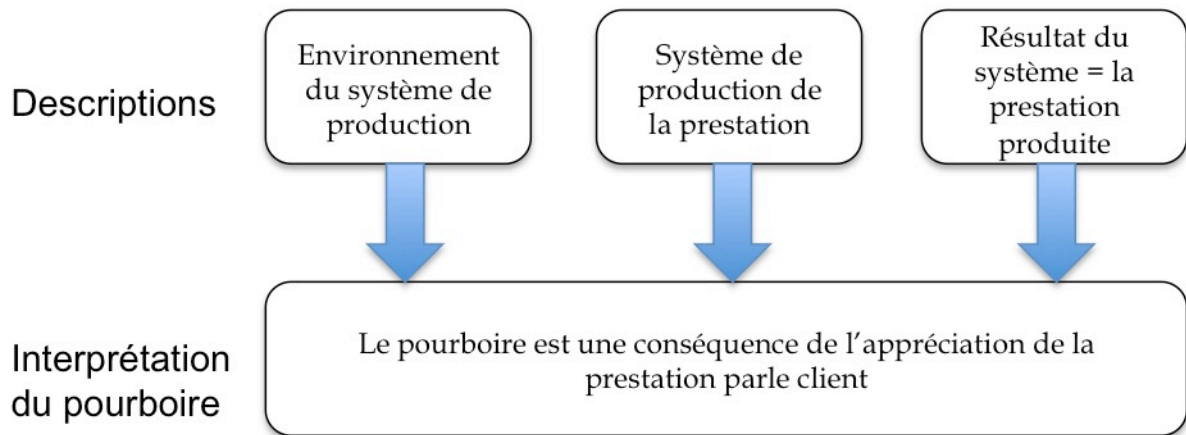 Descriptions
Environnement
du système de
production
Système de
production de
la prestation
Résultat du
système = la
prestation
produite
Interprétation
du pourboire
Le pourboire est une conséquence de l'appréciation de la
prestation parle client